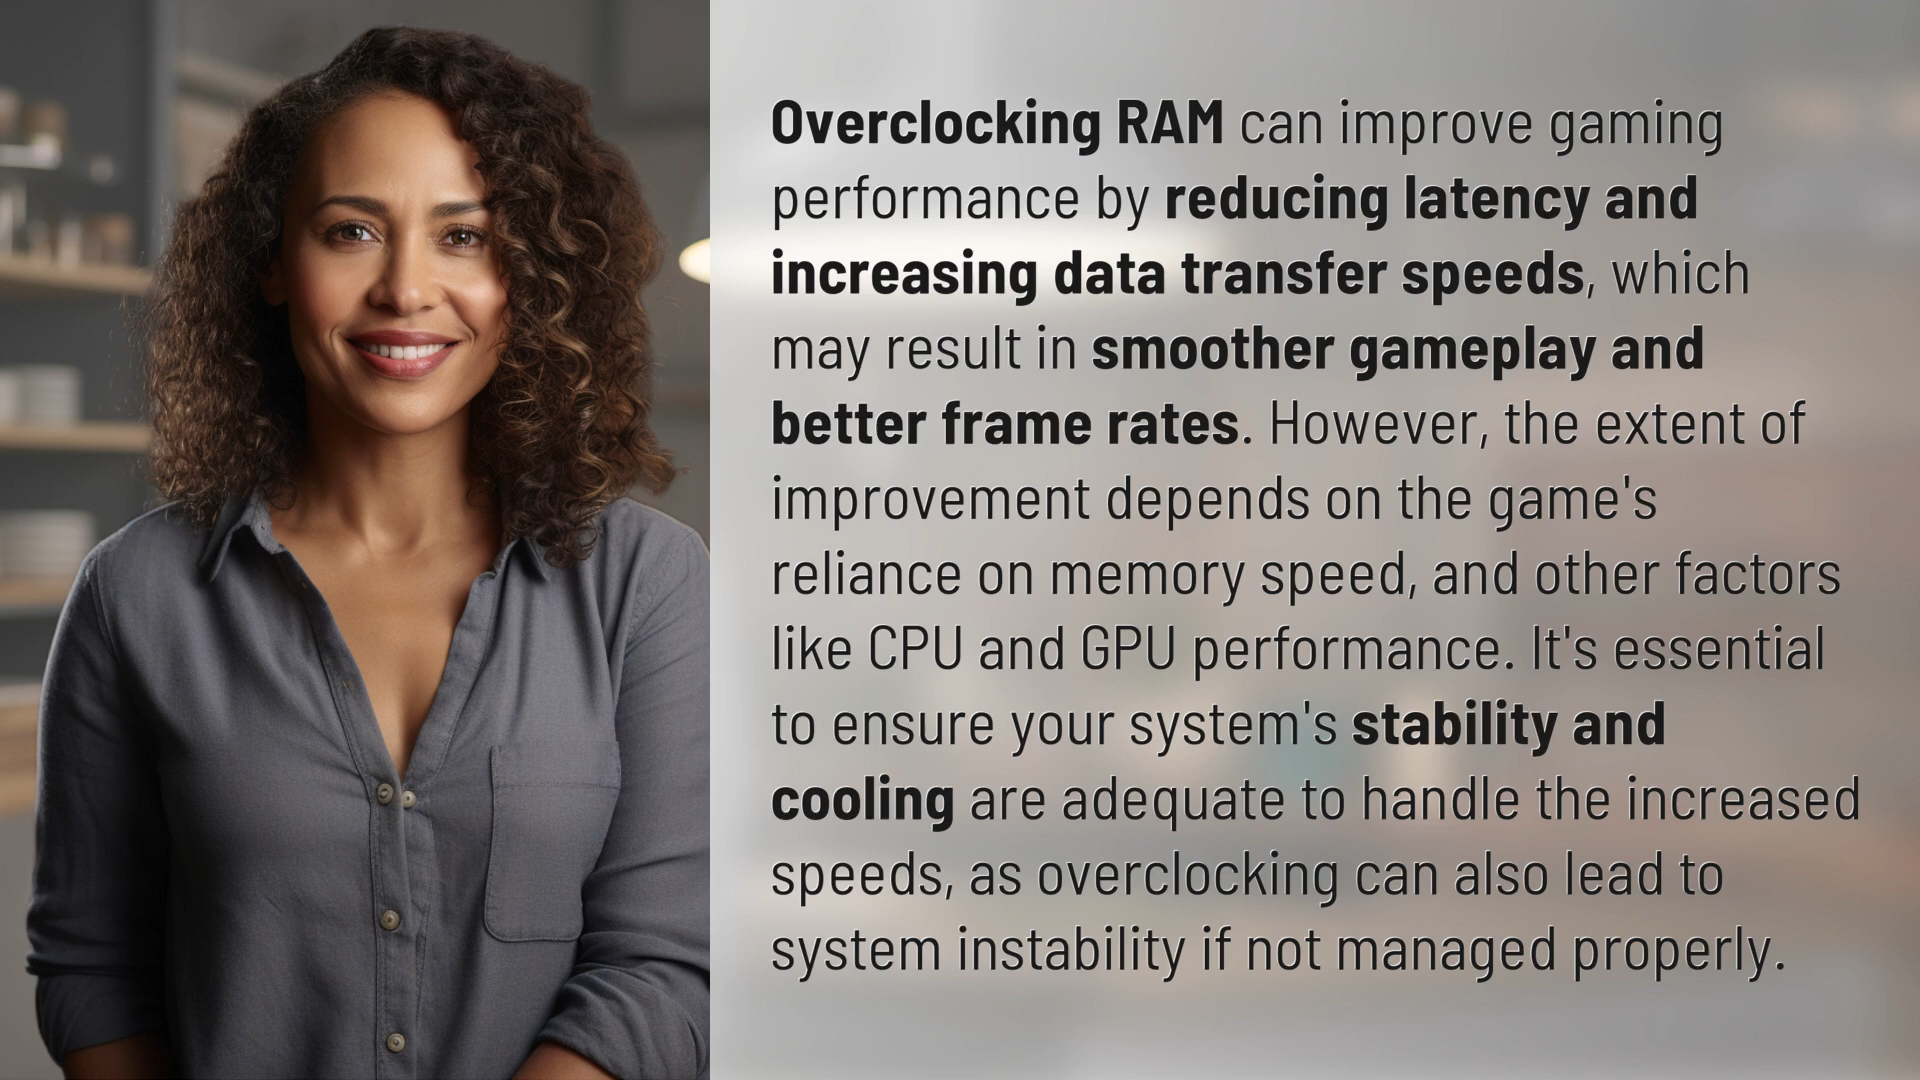 Overclocking RAM can improve gaming
performance by reducing latency and
increasing data transfer speeds, which
may result in smoother gameplay and
better frame rates. However, the extent of
improvement depends on the game's
reliance on memory speed, and other factors
like CPU and GPU performance. It's essential
to ensure your system's stability and
cooling are adequate to handle the increased
speeds, as overclocking can also lead to
system instability if not managed properly.